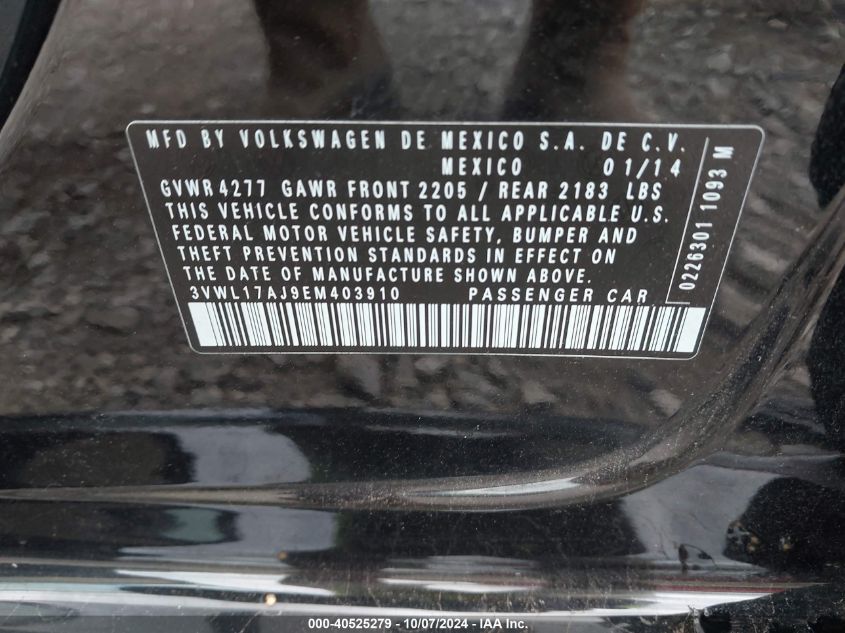 MFD BY VOLKSWAGEN DE MEXICO S.A. DE C.V.
MEXICO 01/14
GVWR 4277 GAWR FRONT 2205 / REAR 2183 LBS
THIS VEHICLE CONFORMS TO ALL APPLICABLE U.S.
FEDERAL MOTOR VEHICLE SAFETY, BUMPER AND
THEFT PREVENTION STANDARDS IN EFFECT ON
THE DATE OF MANUFACTURE SHOWN ABOVE.
3VWL17AJ9EM403910 PASSENGER CAR
0226301 1093 M
000-40525279 - 10/07/2024 - IAA Inc.